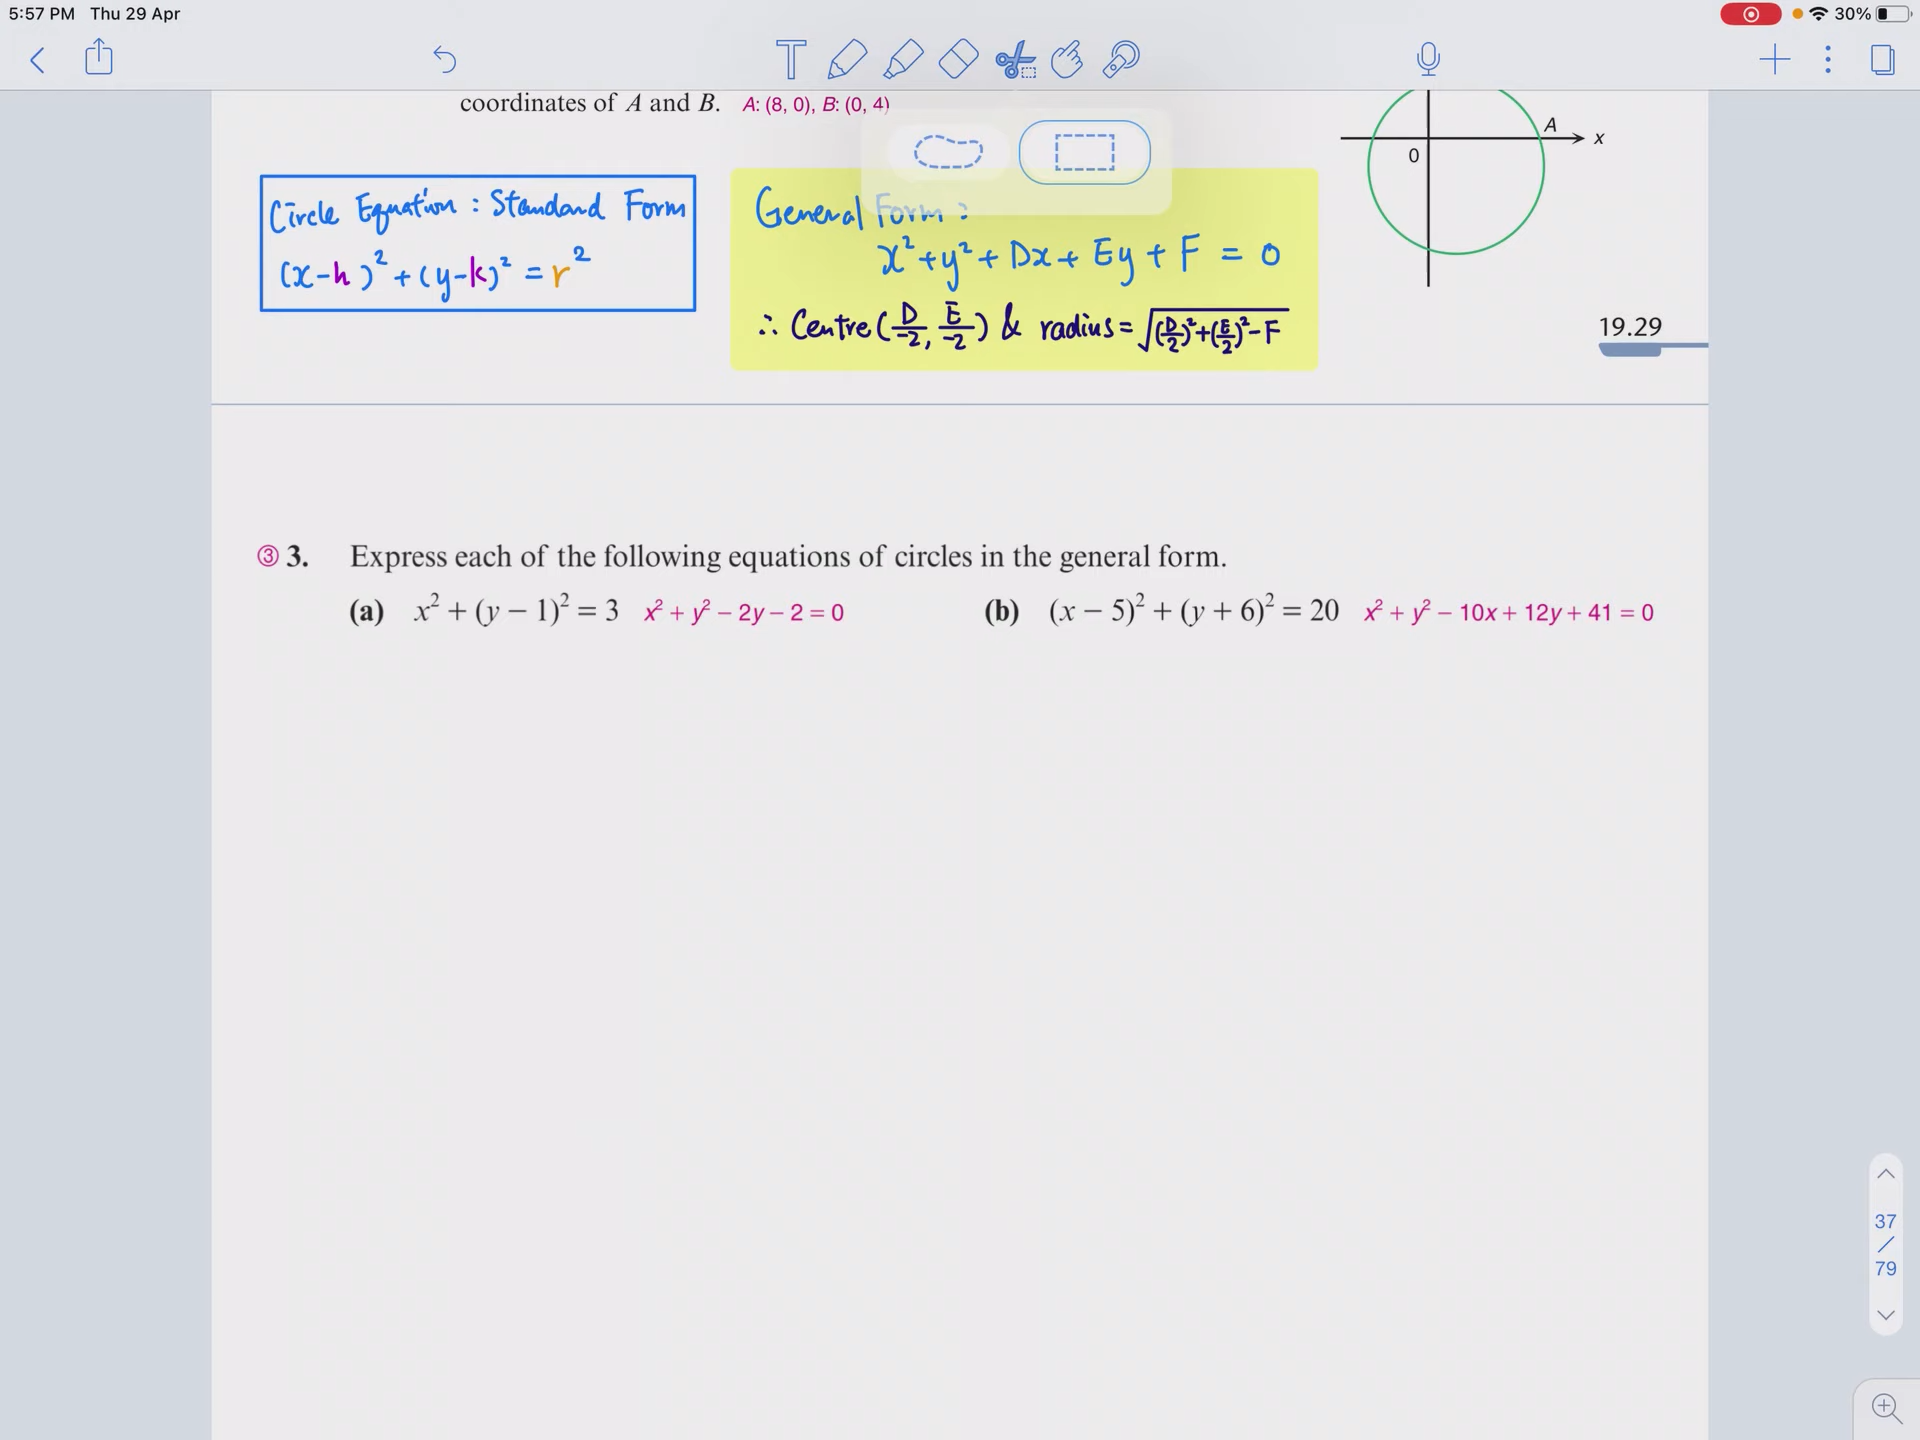 5:57 PM Thu 29 Apr
30%
coordinates of A and B. A: (8, 0), B: (0, 4)
A
x
0
Circle Equation : Standard Form
(x-h)² + (y-k)² = r²
General Form :
x² + y² + Dx + Ey + F = 0
∴ Centre (D/-2, E/-2) & radius = √((D/2)² + (E/2)² - F)
19.29
③ 3. Express each of the following equations of circles in the general form.
(a) x² + (y − 1)² = 3 x² + y² − 2y − 2 = 0 (b) (x − 5)² + (y + 6)² = 20 x² + y² − 10x + 12y + 41 = 0
37
/
79